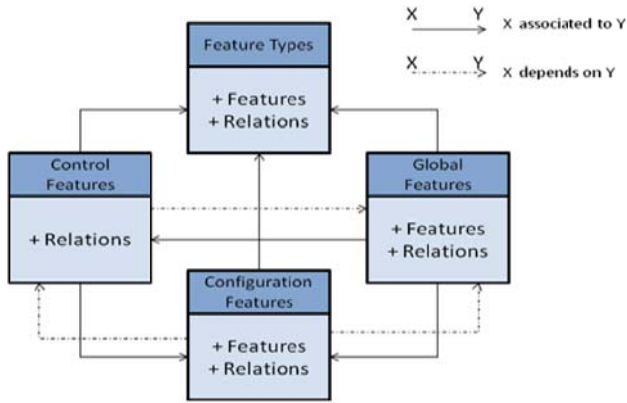 X Y X associated to Y
X Y X depends on Y
Feature Types
+ Features
+ Relations
Control
Features
+ Relations
Global
Features
+ Features
+ Relations
Configuration
Features
+ Features
+ Relations